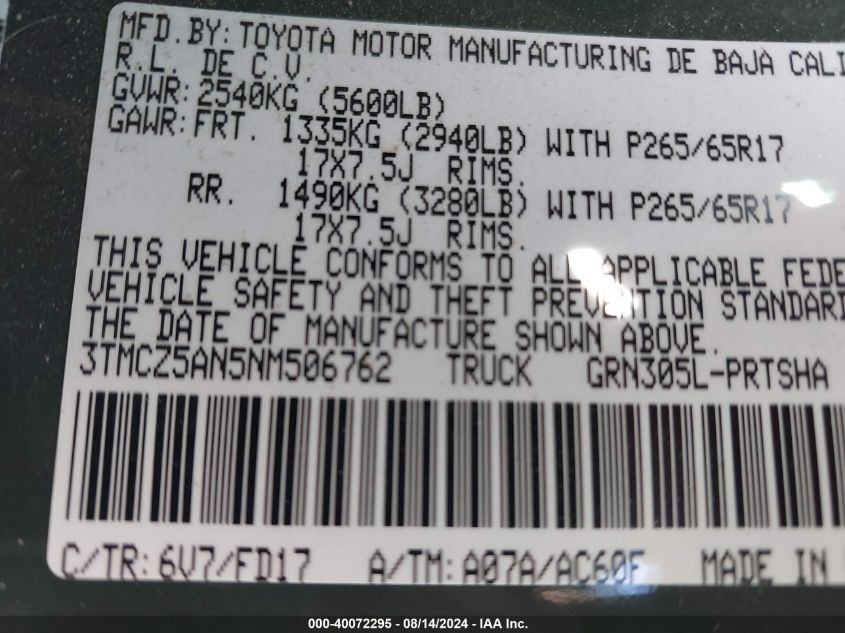 MFD.BY: TOYOTA MOTOR MANUFACTURING DE BAJA CALI
R.L. DE C.V.
GVWR: 2540KG (5600LB)
GAWR: FRT. 1335KG (2940LB) WITH P265/65R17
17X7.5J RIMS.
RR. 1490KG (3280LB) WITH P265/65R17
17X7.5J RIMS.
THIS VEHICLE CONFORMS TO ALL APPLICABLE FEDE
VEHICLE SAFETY AND THEFT PREVENTION STANDARD
THE DATE OF MANUFACTURE SHOWN ABOVE.
3TMCZ5AN5NM506762 TRUCK GRN305L-PRTSHA
C/TR: 6V7/FD17 A/TM: A07A/AC60F MADE IN
000-40072295 - 08/14/2024 - IAA Inc.